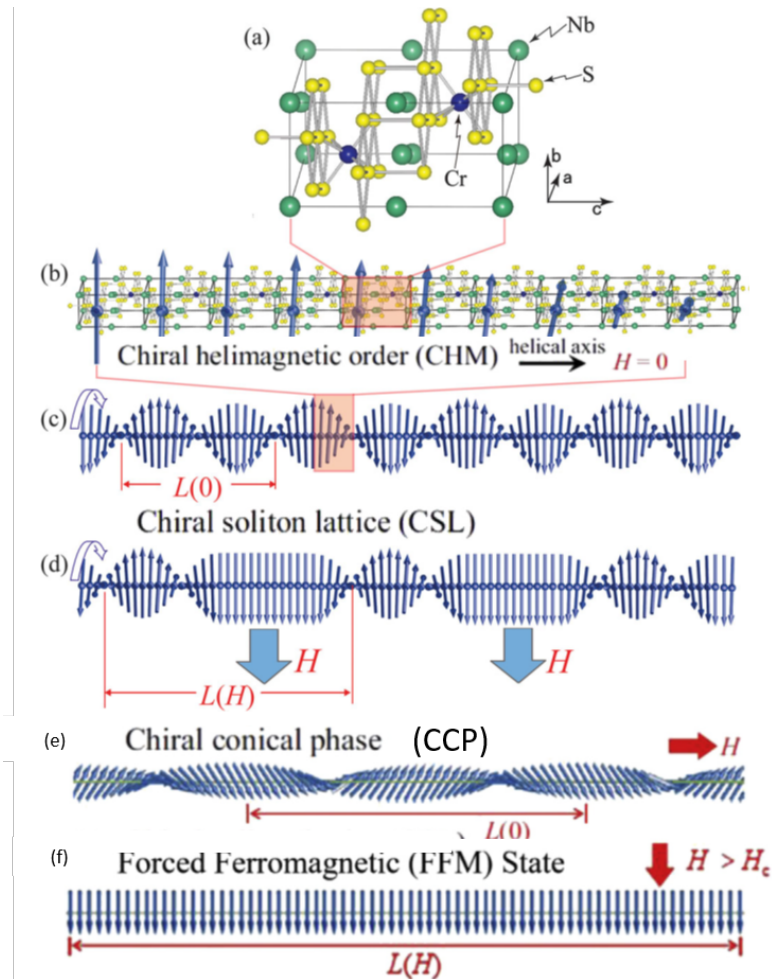 (a)
Nb
S
Cr
b
a
c
(b)
Chiral helimagnetic order (CHM) helical axis H = 0
(c)
L(0)
Chiral soliton lattice (CSL)
(d)
H H
L(H)
(e) Chiral conical phase (CCP) H
L(0)
(f) Forced Ferromagnetic (FFM) State H > Hc
L(H)